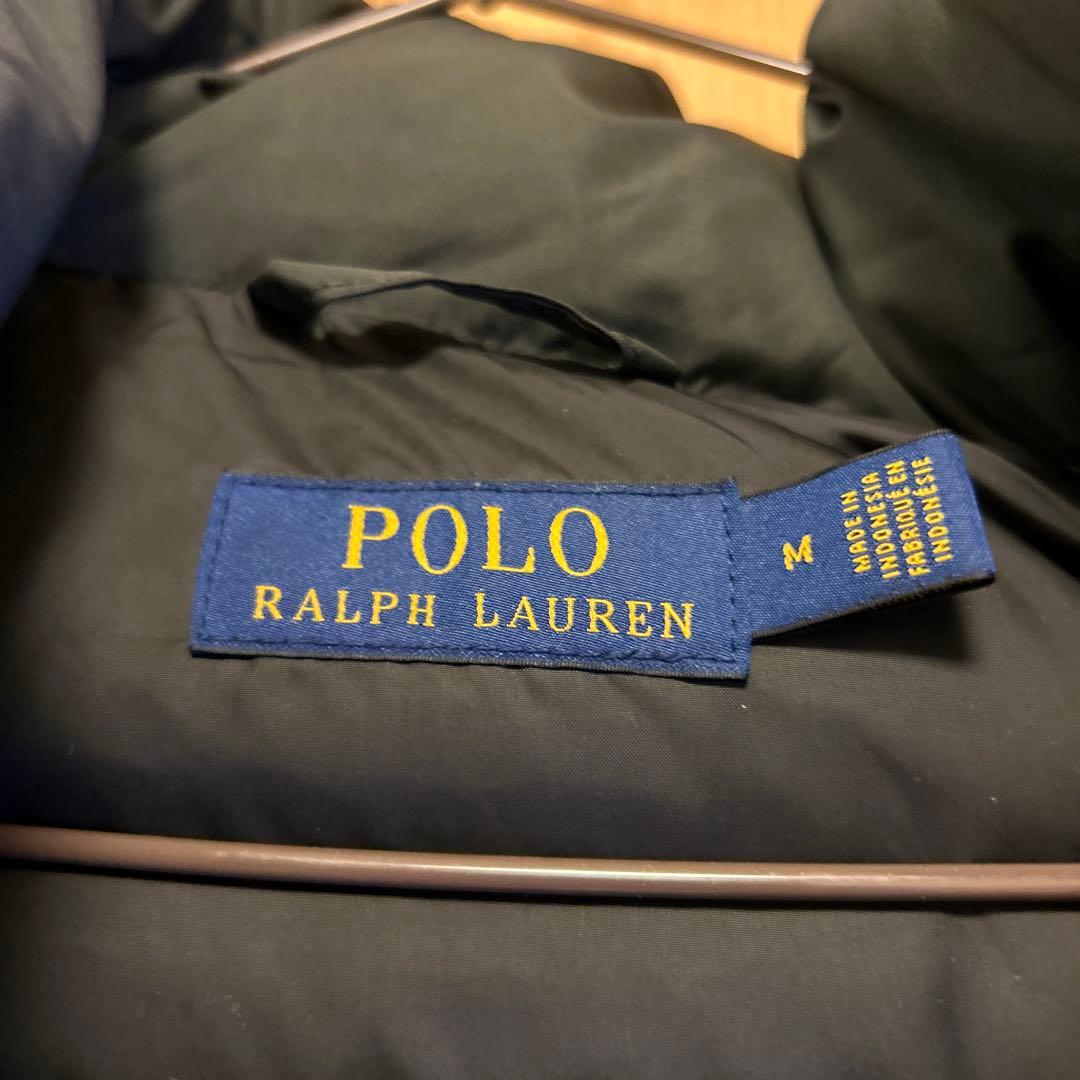 POLO
RALPH LAUREN
M
MADE IN
INDONESIA
FABRIQUÉ EN
INDONÉSIE